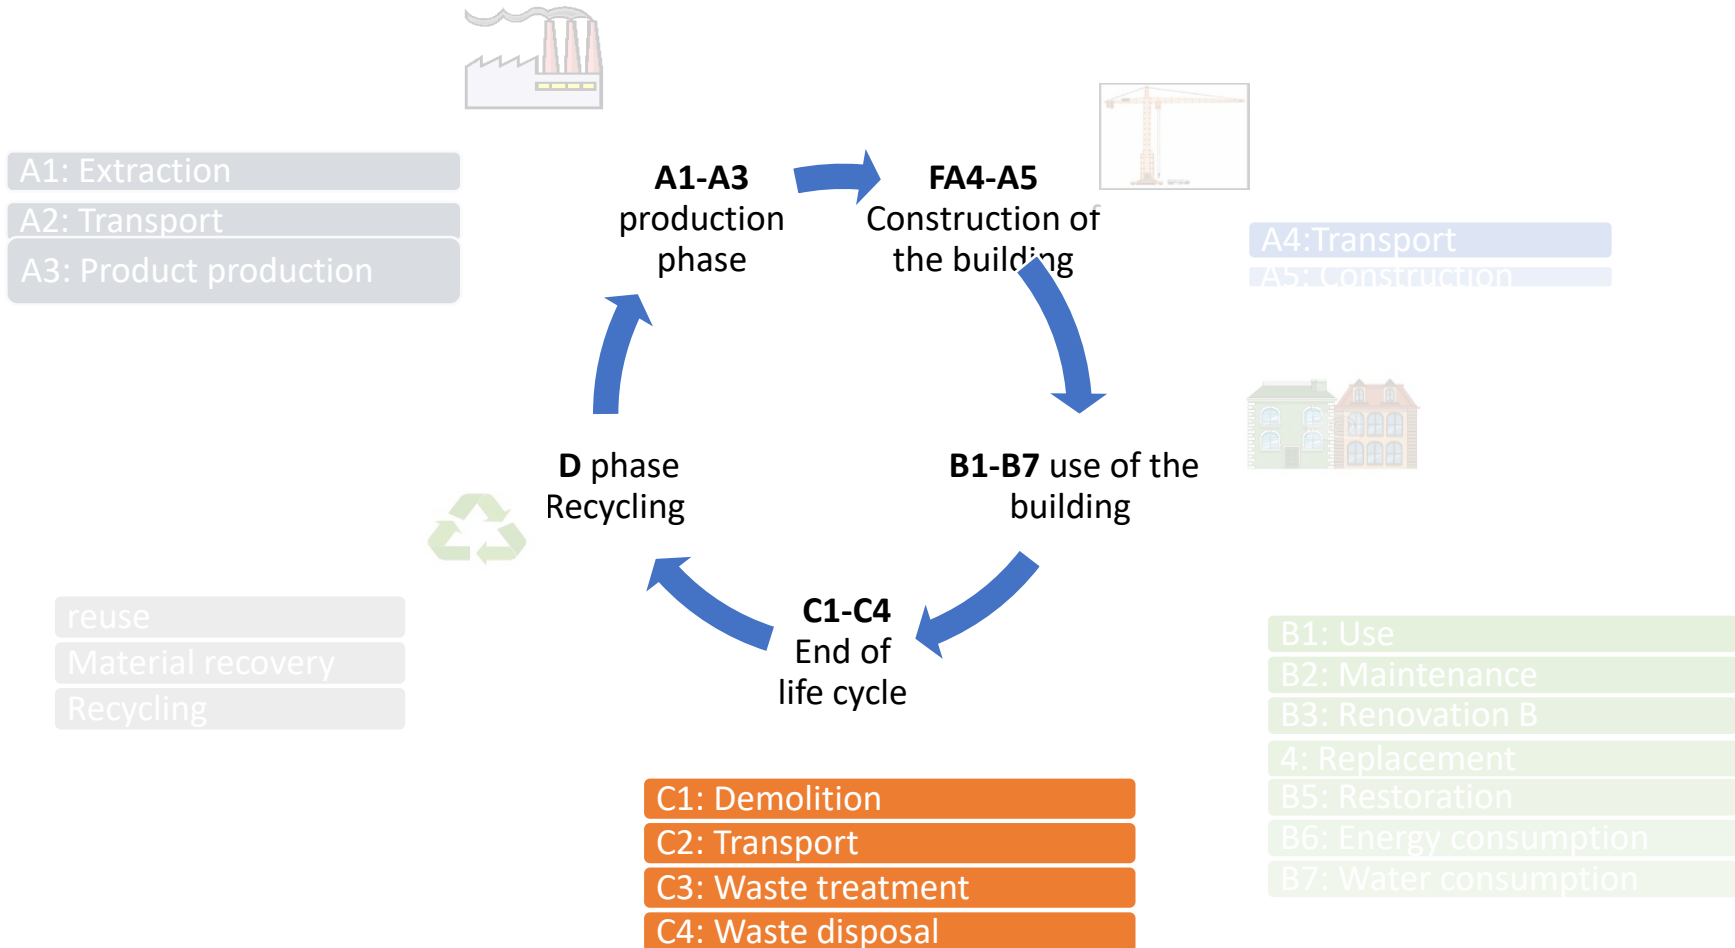 A1: Extraction
A2: Transport
A3: Product production
A1-A3
production
phase
FA4-A5
Construction of
the building
A4:Transport
A5: Construction
D phase
Recycling
B1-B7 use of the
building
C1-C4
End of
life cycle
reuse
Material recovery
Recycling
B1: Use
B2: Maintenance
B3: Renovation B
4: Replacement
B5: Restoration
B6: Energy consumption
B7: Water consumption
C1: Demolition
C2: Transport
C3: Waste treatment
C4: Waste disposal